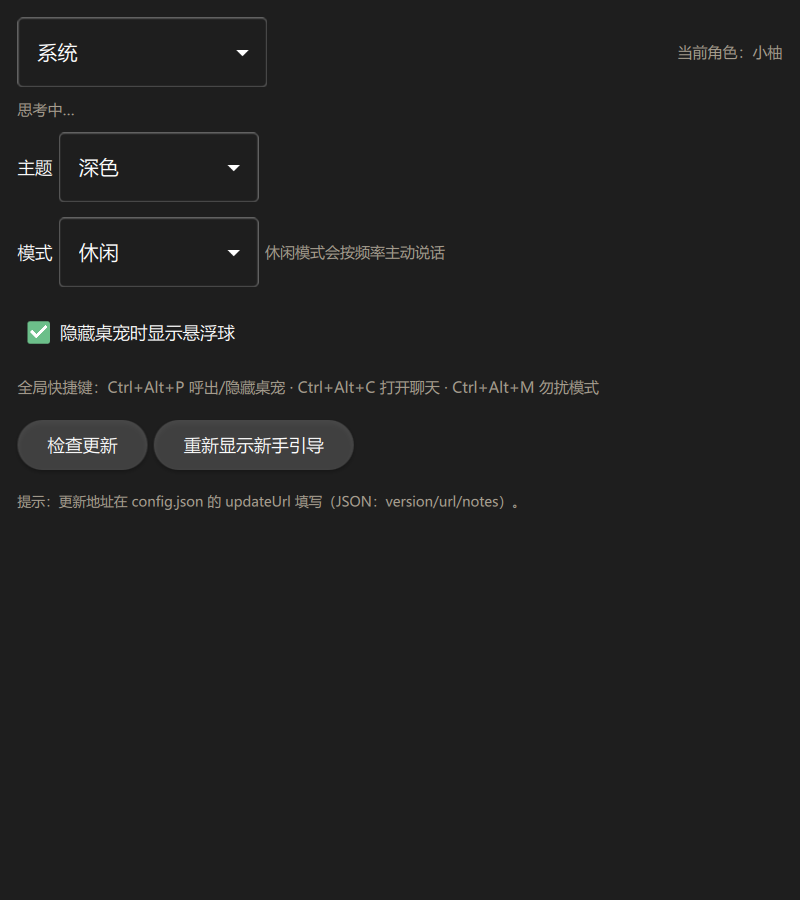 系统
当前角色：小柚
思考中...
主题 深色
模式 休闲 休闲模式会按频率主动说话
隐藏桌宠时显示悬浮球
全局快捷键：Ctrl+Alt+P 呼出/隐藏桌宠 · Ctrl+Alt+C 打开聊天 · Ctrl+Alt+M 勿扰模式
检查更新 重新显示新手引导
提示：更新地址在 config.json 的 updateUrl 填写（JSON：version/url/notes）。